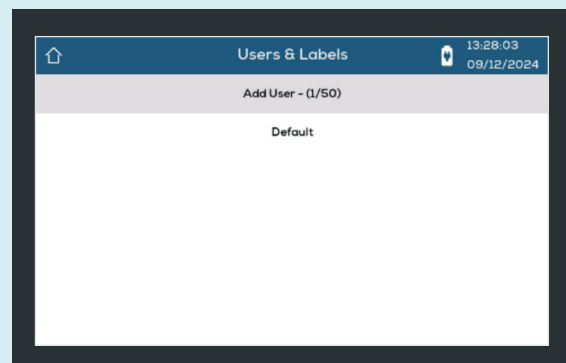 Users & Labels
13:28:03
09/12/2024
Add User - (1/50)
Default